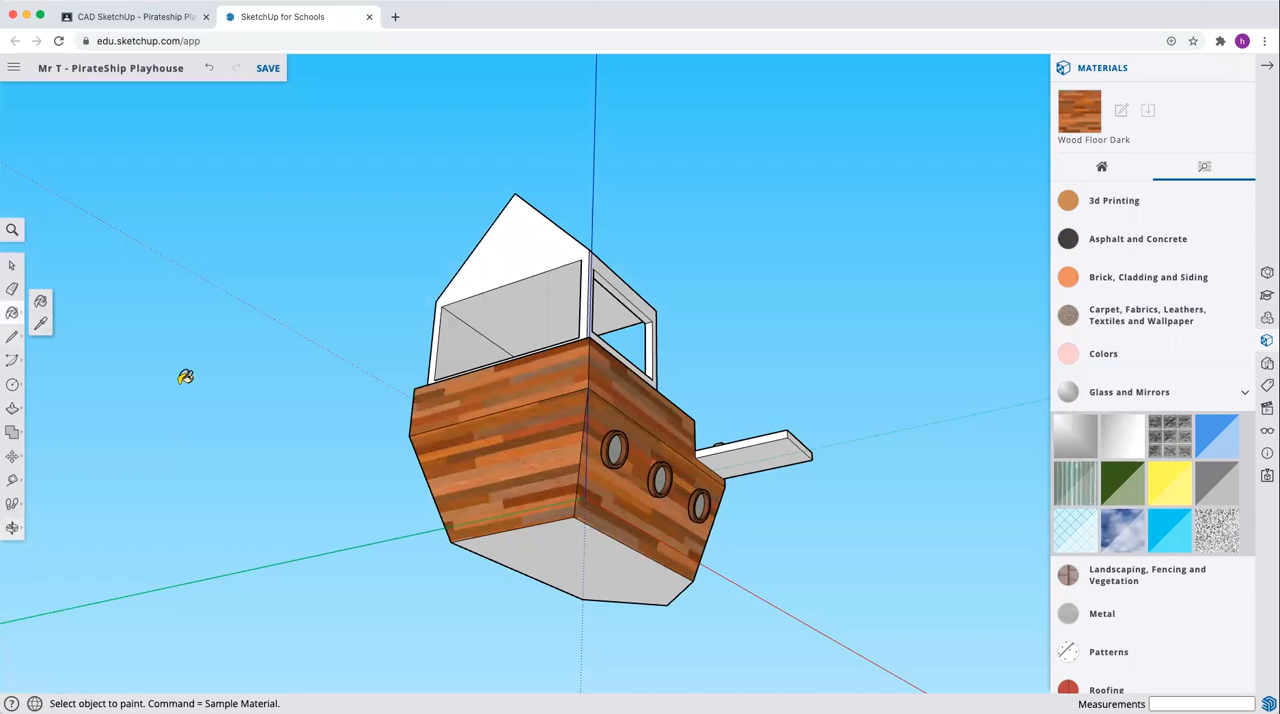 CAD SketchUp - Pirateship Pla
SketchUp for Schools
edu.sketchup.com/app
h
Mr T - PirateShip Playhouse
SAVE
MATERIALS
Wood Floor Dark
3d Printing
Asphalt and Concrete
Brick, Cladding and Siding
Carpet, Fabrics, Leathers,
Textiles and Wallpaper
Colors
Glass and Mirrors
Landscaping, Fencing and
Vegetation
Metal
Patterns
Roofing
Select object to paint. Command = Sample Material.
Measurements